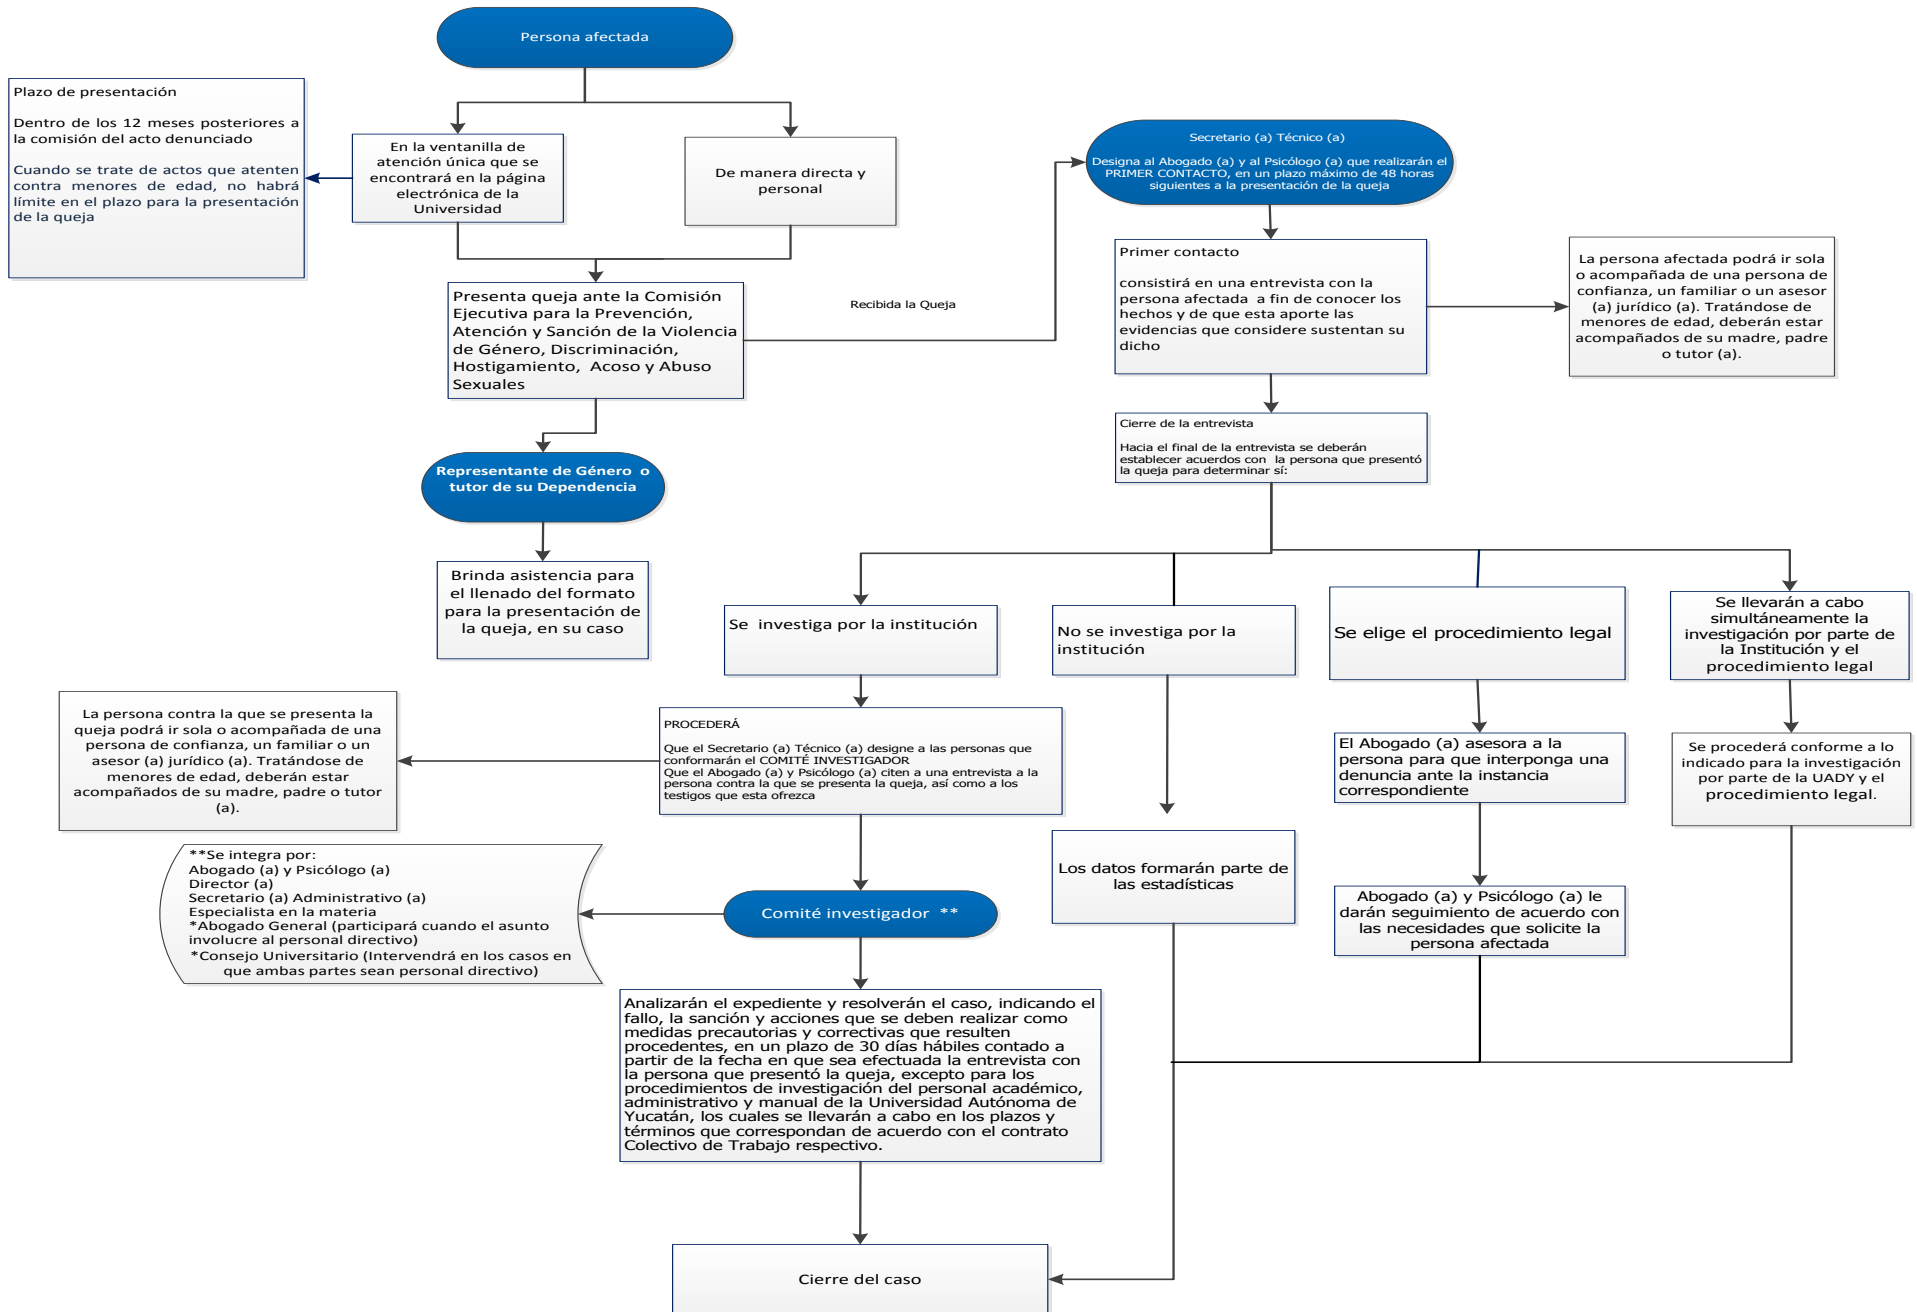 Persona afectada
Plazo de presentación
Dentro de los 12 meses posteriores a
la comisión del acto denunciado
Cuando se trate de actos que atenten
contra menores de edad, no habrá
límite en el plazo para la presentación
de la queja
En la ventanilla de
atención única que se
encontrará en la página
electrónica de la
Universidad
De manera directa y
personal
Secretario (a) Técnico (a)
Designa al Abogado (a) y al Psicólogo (a) que realizarán el
PRIMER CONTACTO, en un plazo máximo de 48 horas
siguientes a la presentación de la queja
Presenta queja ante la Comisión
Ejecutiva para la Prevención,
Atención y Sanción de la Violencia
de Género, Discriminación,
Hostigamiento, Acoso y Abuso
Sexuales
Recibida la Queja
Primer contacto
consistirá en una entrevista con la
persona afectada a fin de conocer los
hechos y de que esta aporte las
evidencias que considere sustentan su
dicho
La persona afectada podrá ir sola
o acompañada de una persona de
confianza, un familiar o un asesor
(a) jurídico (a). Tratándose de
menores de edad, deberán estar
acompañados de su madre, padre
o tutor (a).
Cierre de la entrevista
Hacia el final de la entrevista se deberán
establecer acuerdos con la persona que presentó
la queja para determinar sí:
Representante de Género o
tutor de su Dependencia
Brinda asistencia para
el llenado del formato
para la presentación de
la queja, en su caso
Se investiga por la institución
No se investiga por la
institución
Se elige el procedimiento legal
Se llevarán a cabo
simultáneamente la
investigación por parte de
la Institución y el
procedimiento legal
La persona contra la que se presenta la
queja podrá ir sola o acompañada de una
persona de confianza, un familiar o un
asesor (a) jurídico (a). Tratándose de
menores de edad, deberán estar
acompañados de su madre, padre o tutor
(a).
PROCEDERÁ
Que el Secretario (a) Técnico (a) designe a las personas que
conformarán el COMITÉ INVESTIGADOR
Que el Abogado (a) y Psicólogo (a) citen a una entrevista a la
persona contra la que se presenta la queja, así como a los
testigos que esta ofrezca
El Abogado (a) asesora a la
persona para que interponga una
denuncia ante la instancia
correspondiente
Se procederá conforme a lo
indicado para la investigación
por parte de la UADY y el
procedimiento legal.
**Se integra por:
Abogado (a) y Psicólogo (a)
Director (a)
Secretario (a) Administrativo (a)
Especialista en la materia
*Abogado General (participará cuando el asunto
involucre al personal directivo)
*Consejo Universitario (Intervendrá en los casos en
que ambas partes sean personal directivo)
Comité investigador **
Los datos formarán parte de
las estadísticas
Abogado (a) y Psicólogo (a) le
darán seguimiento de acuerdo con
las necesidades que solicite la
persona afectada
Analizarán el expediente y resolverán el caso, indicando el
fallo, la sanción y acciones que se deben realizar como
medidas precautorias y correctivas que resulten
procedentes, en un plazo de 30 días hábiles contado a
partir de la fecha en que sea efectuada la entrevista con
la persona que presentó la queja, excepto para los
procedimientos de investigación del personal académico,
administrativo y manual de la Universidad Autónoma de
Yucatán, los cuales se llevarán a cabo en los plazos y
términos que correspondan de acuerdo con el contrato
Colectivo de Trabajo respectivo.
Cierre del caso